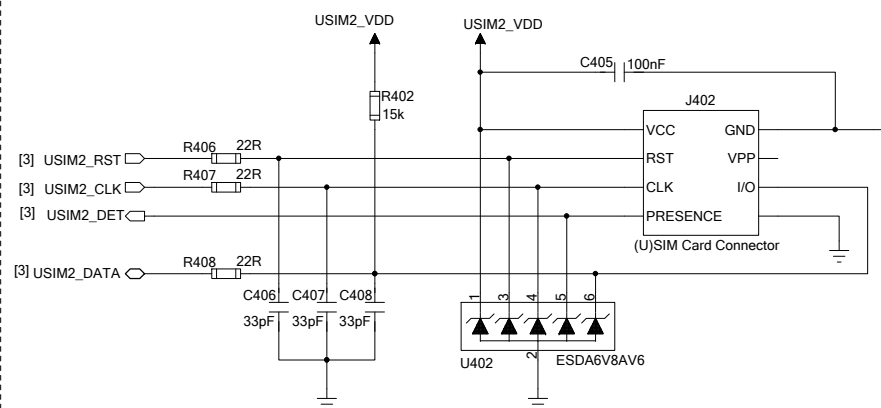 USIM2_VDD
USIM2_VDD
C405
100nF
R402
15k
J402
VCC
GND
[3] USIM2_RST
R406
22R
RST
VPP
[3] USIM2_CLK
R407
22R
CLK
I/O
[3] USIM2_DET
PRESENCE
(U)SIM Card Connector
[3] USIM2_DATA
R408
22R
C406
C407
C408
33pF
33pF
33pF
1
3
4
5
6
2
U402
ESDA6V8AV6